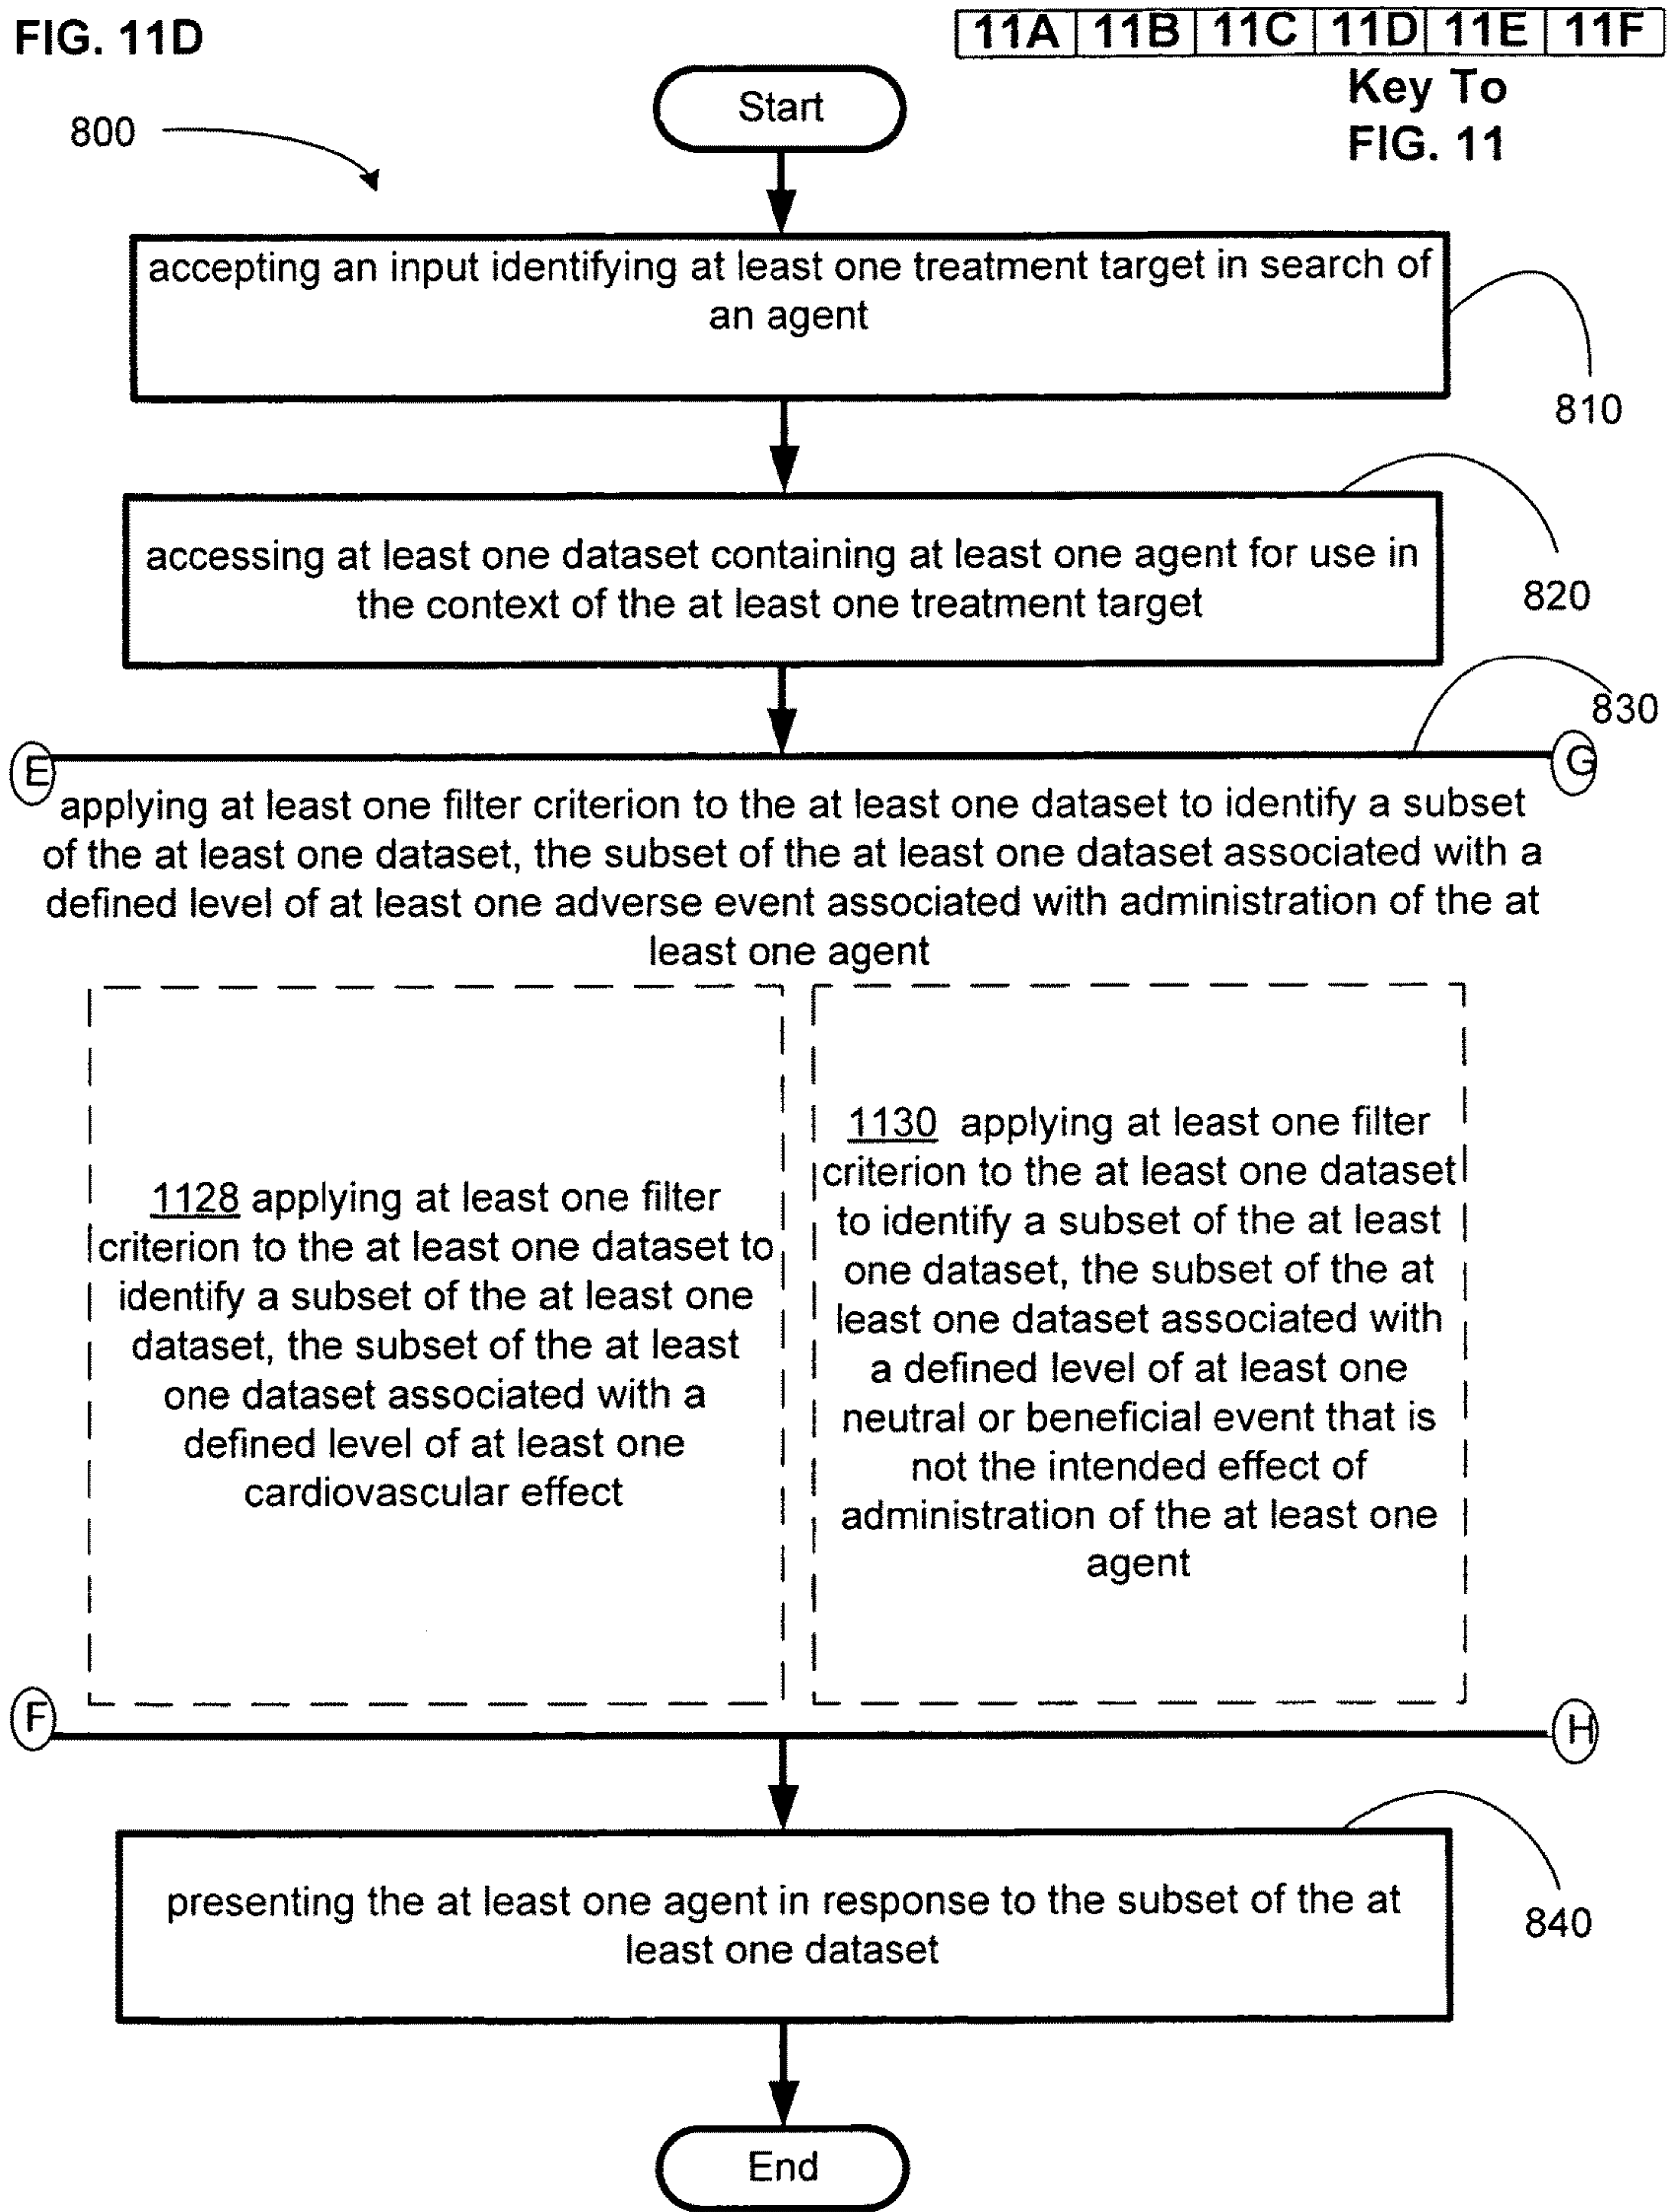 FIG. 11D
11A 11B 11C 11D 11E 11F
Key To
FIG. 11
800
Start
accepting an input identifying at least one treatment target in search of
an agent
810
accessing at least one dataset containing at least one agent for use in
the context of the at least one treatment target
820
830
E
G
applying at least one filter criterion to the at least one dataset to identify a subset
of the at least one dataset, the subset of the at least one dataset associated with a
defined level of at least one adverse event associated with administration of the at
least one agent
1128 applying at least one filter
criterion to the at least one dataset to
identify a subset of the at least one
dataset, the subset of the at least
one dataset associated with a
defined level of at least one
cardiovascular effect
1130 applying at least one filter
criterion to the at least one dataset
to identify a subset of the at least
one dataset, the subset of the at
least one dataset associated with
a defined level of at least one
neutral or beneficial event that is
not the intended effect of
administration of the at least one
agent
F
H
presenting the at least one agent in response to the subset of the at
least one dataset
840
End